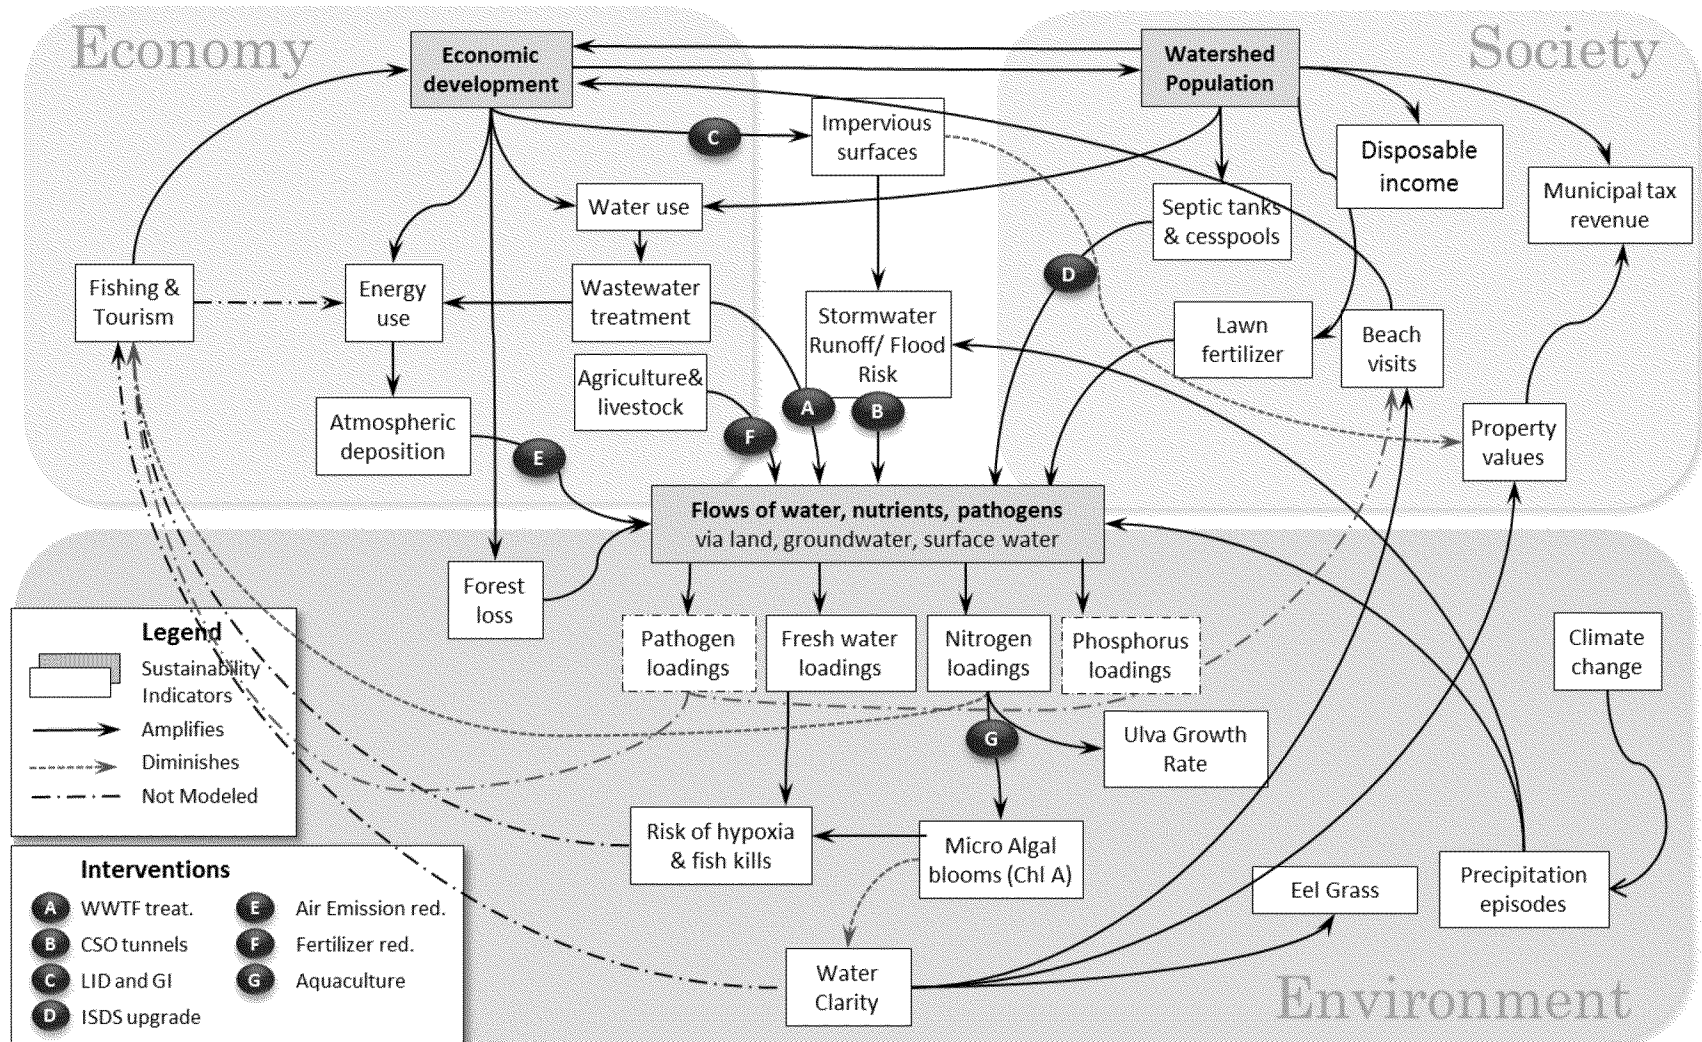 Economy
Society
Economic
development
Watershed
Population
C
Impervious
surfaces
Disposable
income
Municipal tax
revenue
Water use
Septic tanks
& cesspools
D
Fishing &
Tourism
Energy
use
Wastewater
treatment
Stormwater
Runoff/ Flood
Risk
Lawn
fertilizer
Beach
visits
Agriculture&
livestock
Atmospheric
deposition
A
B
F
E
Property
values
Flows of water, nutrients, pathogens
via land, groundwater, surface water
Forest
loss
Pathogen
loadings
Fresh water
loadings
Nitrogen
loadings
Phosphorus
loadings
Climate
change
G
Ulva Growth
Rate
Risk of hypoxia
& fish kills
Micro Algal
blooms (Chl A)
Eel Grass
Precipitation
episodes
Water
Clarity
Environment
Legend
Sustainability
Indicators
Amplifies
Diminishes
Not Modeled
Interventions
A WWTF treat.
B CSO tunnels
C LID and GI
D ISDS upgrade
E Air Emission red.
F Fertilizer red.
G Aquaculture